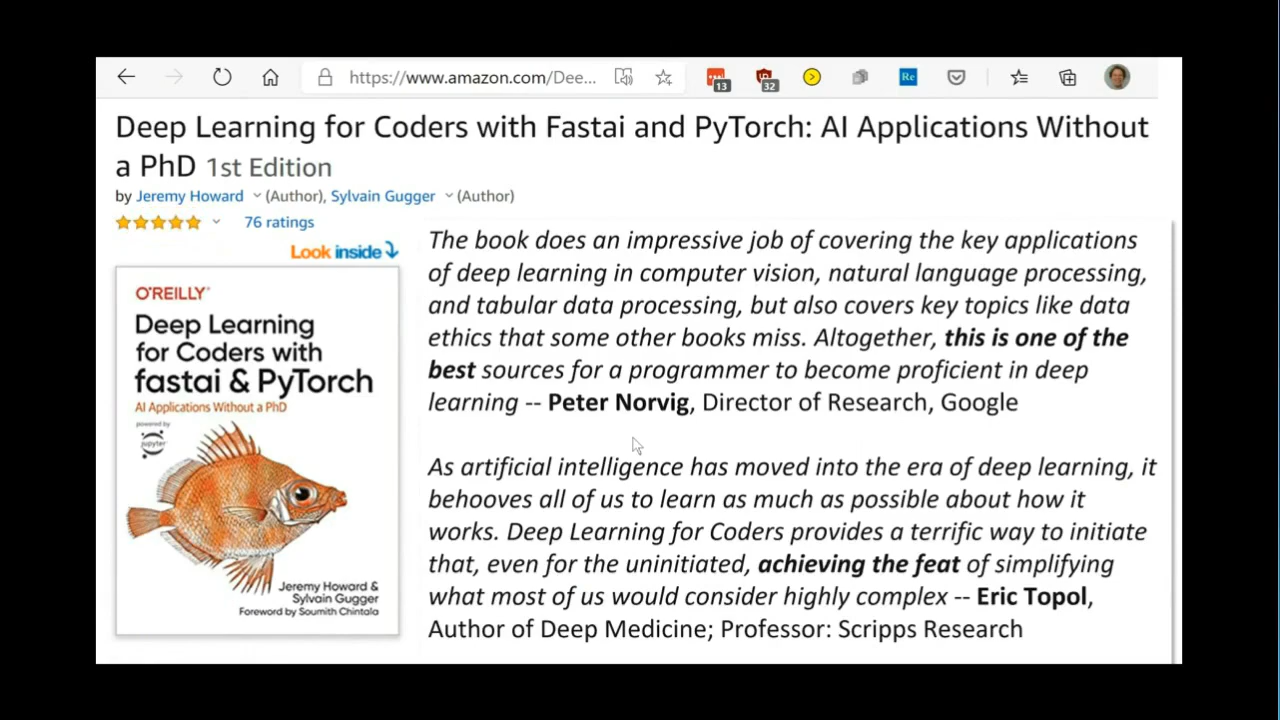 https://www.amazon.com/Dee...
13
32
Re
Deep Learning for Coders with Fastai and PyTorch: AI Applications Without
a PhD 1st Edition
by Jeremy Howard (Author), Sylvain Gugger (Author)
76 ratings
Look inside
O'REILLY®
Deep Learning
for Coders with
fastai & PyTorch
AI Applications Without a PhD
powered by
jupyter
Jeremy Howard &
Sylvain Gugger
Foreword by Soumith Chintala
The book does an impressive job of covering the key applications
of deep learning in computer vision, natural language processing,
and tabular data processing, but also covers key topics like data
ethics that some other books miss. Altogether, this is one of the
best sources for a programmer to become proficient in deep
learning -- Peter Norvig, Director of Research, Google
As artificial intelligence has moved into the era of deep learning, it
behooves all of us to learn as much as possible about how it
works. Deep Learning for Coders provides a terrific way to initiate
that, even for the uninitiated, achieving the feat of simplifying
what most of us would consider highly complex -- Eric Topol,
Author of Deep Medicine; Professor: Scripps Research